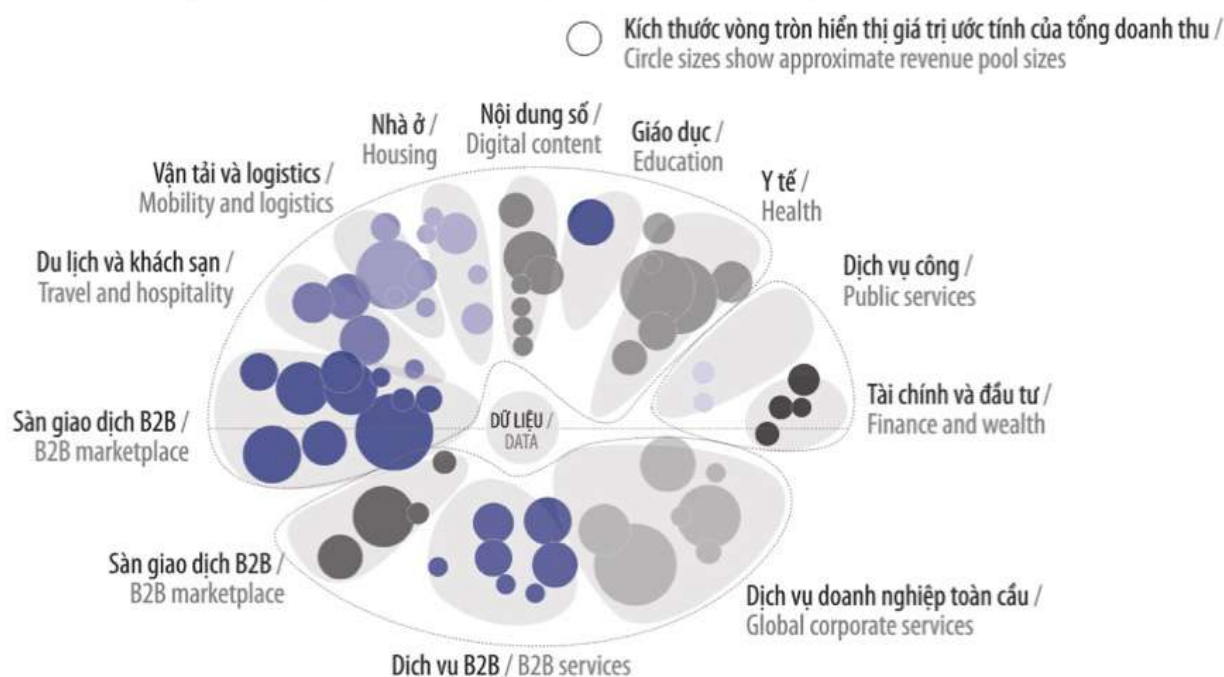 Kích thước vòng tròn hiển thị giá trị ước tính của tổng doanh thu /
Circle sizes show approximate revenue pool sizes
Nội dung số /
Digital content
Nhà ở /
Housing
Giáo dục /
Education
Vận tải và logistics /
Mobility and logistics
Y tế /
Health
Du lịch và khách sạn /
Travel and hospitality
Dịch vụ công /
Public services
Tài chính và đầu tư /
Finance and wealth
Sàn giao dịch B2B /
B2B marketplace
DỮ LIỆU /
DATA
Sàn giao dịch B2B /
B2B marketplace
Dịch vụ doanh nghiệp toàn cầu /
Global corporate services
Dich vu B2B / B2B services